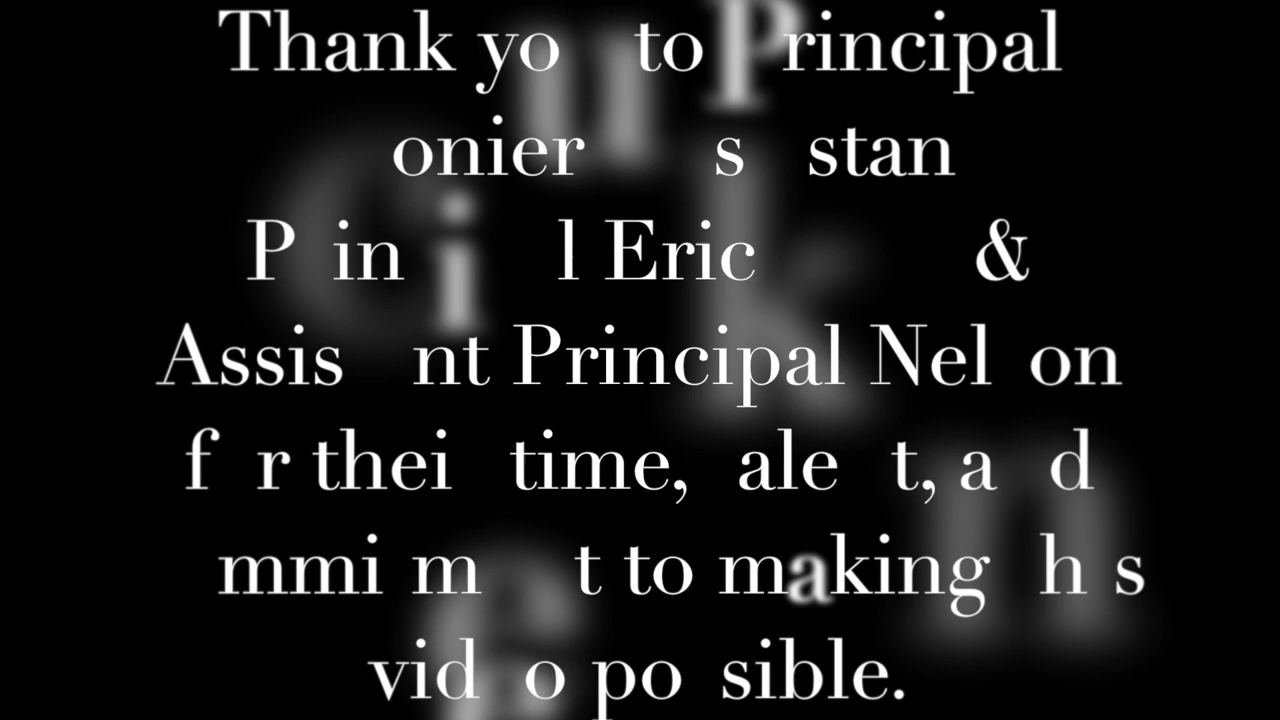 Thank you to Principal
onier s stan
P in l Eric &
Assis nt Principal Nel on
f r thei time, ale t, a d
mmi m t to making h s
vid o po sible.